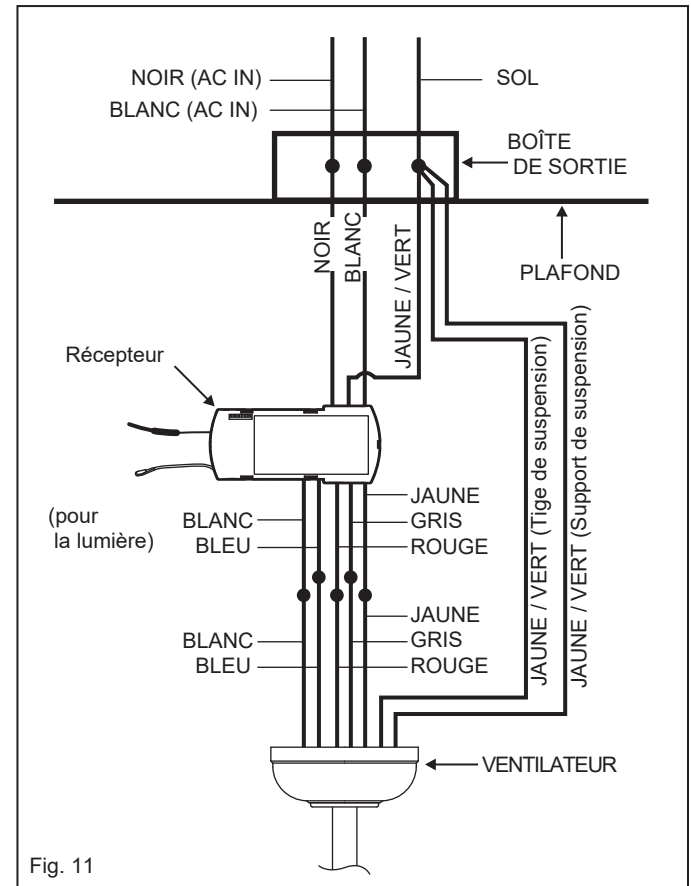 NOIR (AC IN)
SOL
BLANC (AC IN)
BOÎTE
DE SORTIE
NOIR
BLANC
JAUNE / VERT
PLAFOND
Récepteur
JAUNE / VERT (Tige de suspension)
JAUNE / VERT (Support de suspension)
(pour
la lumière)
BLANC
BLEU
JAUNE
GRIS
ROUGE
BLANC
BLEU
JAUNE
GRIS
ROUGE
VENTILATEUR
Fig. 11